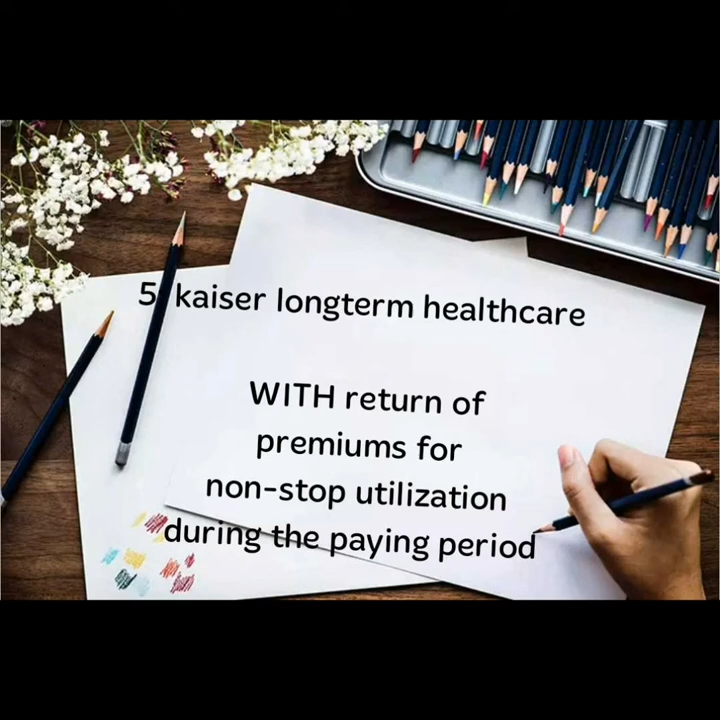 5 kaiser longterm healthcare
WITH return of
premiums for
non-stop utilization
during the paying period